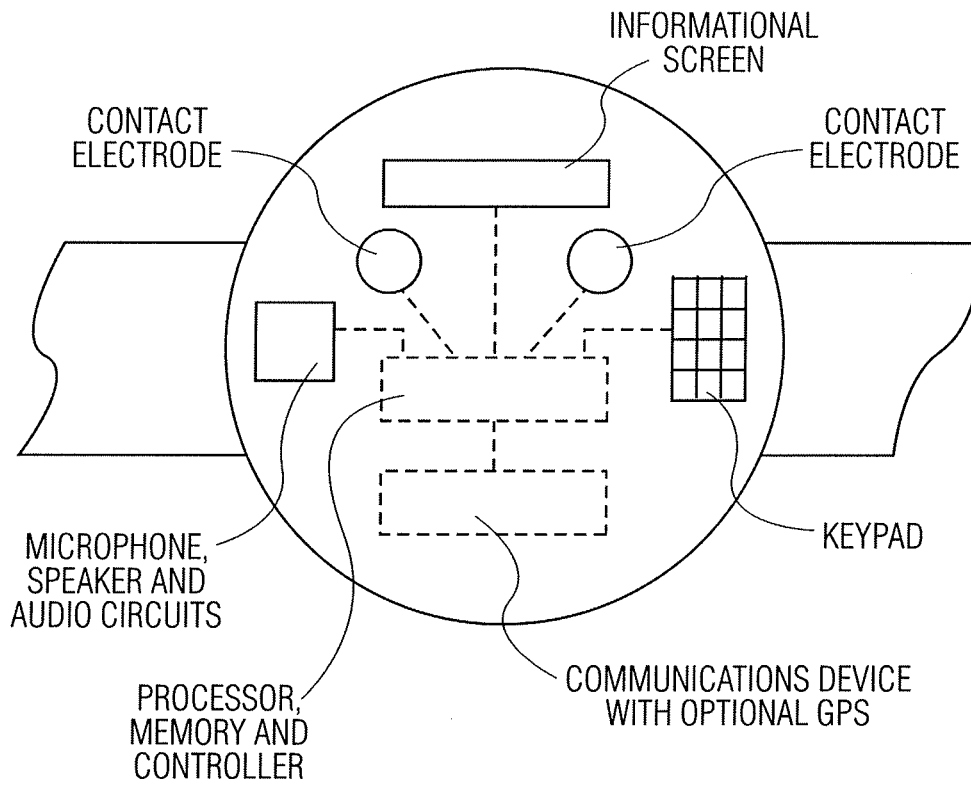 INFORMATIONAL
SCREEN
CONTACT
ELECTRODE
CONTACT
ELECTRODE
MICROPHONE,
SPEAKER AND
AUDIO CIRCUITS
KEYPAD
PROCESSOR,
MEMORY AND
CONTROLLER
COMMUNICATIONS DEVICE
WITH OPTIONAL GPS